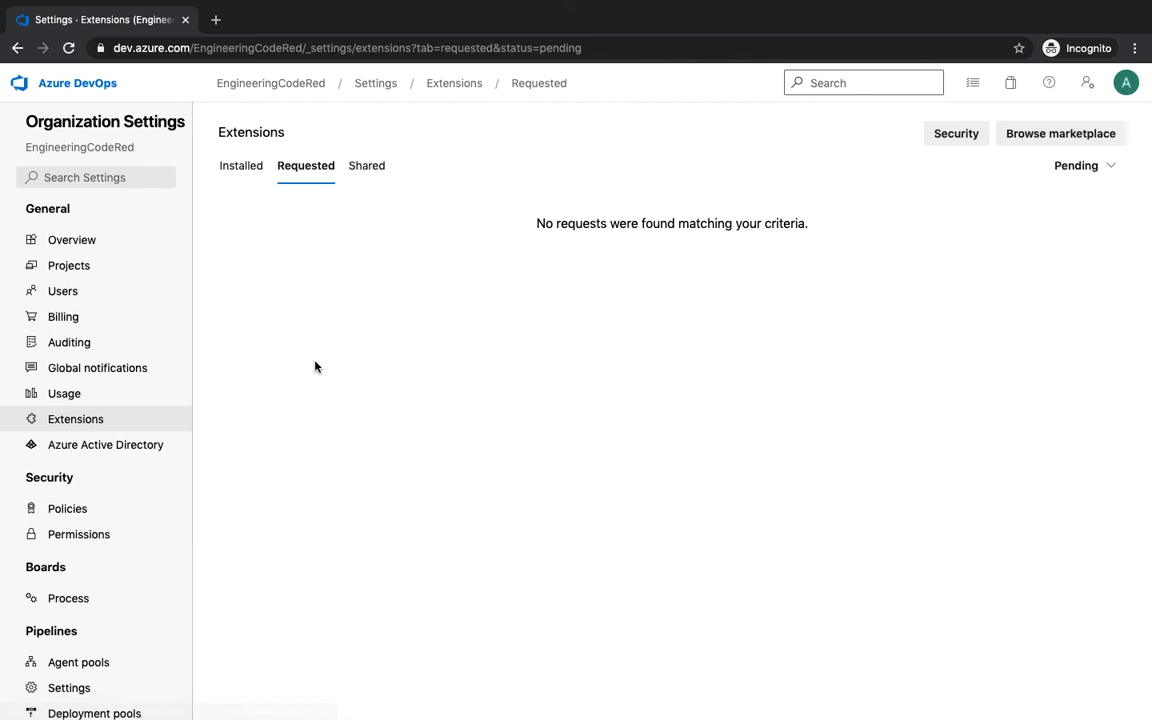 Settings · Extensions (Enginee
dev.azure.com/EngineeringCodeRed/_settings/extensions?tab=requested&status=pending
Incognito
Azure DevOps
EngineeringCodeRed / Settings / Extensions / Requested
Search
A
Organization Settings
EngineeringCodeRed
Search Settings
General
Overview
Projects
Users
Billing
Auditing
Global notifications
Usage
Extensions
Azure Active Directory
Security
Policies
Permissions
Boards
Process
Pipelines
Agent pools
Settings
Deployment pools
Extensions
Security
Browse marketplace
Installed
Requested
Shared
Pending
No requests were found matching your criteria.